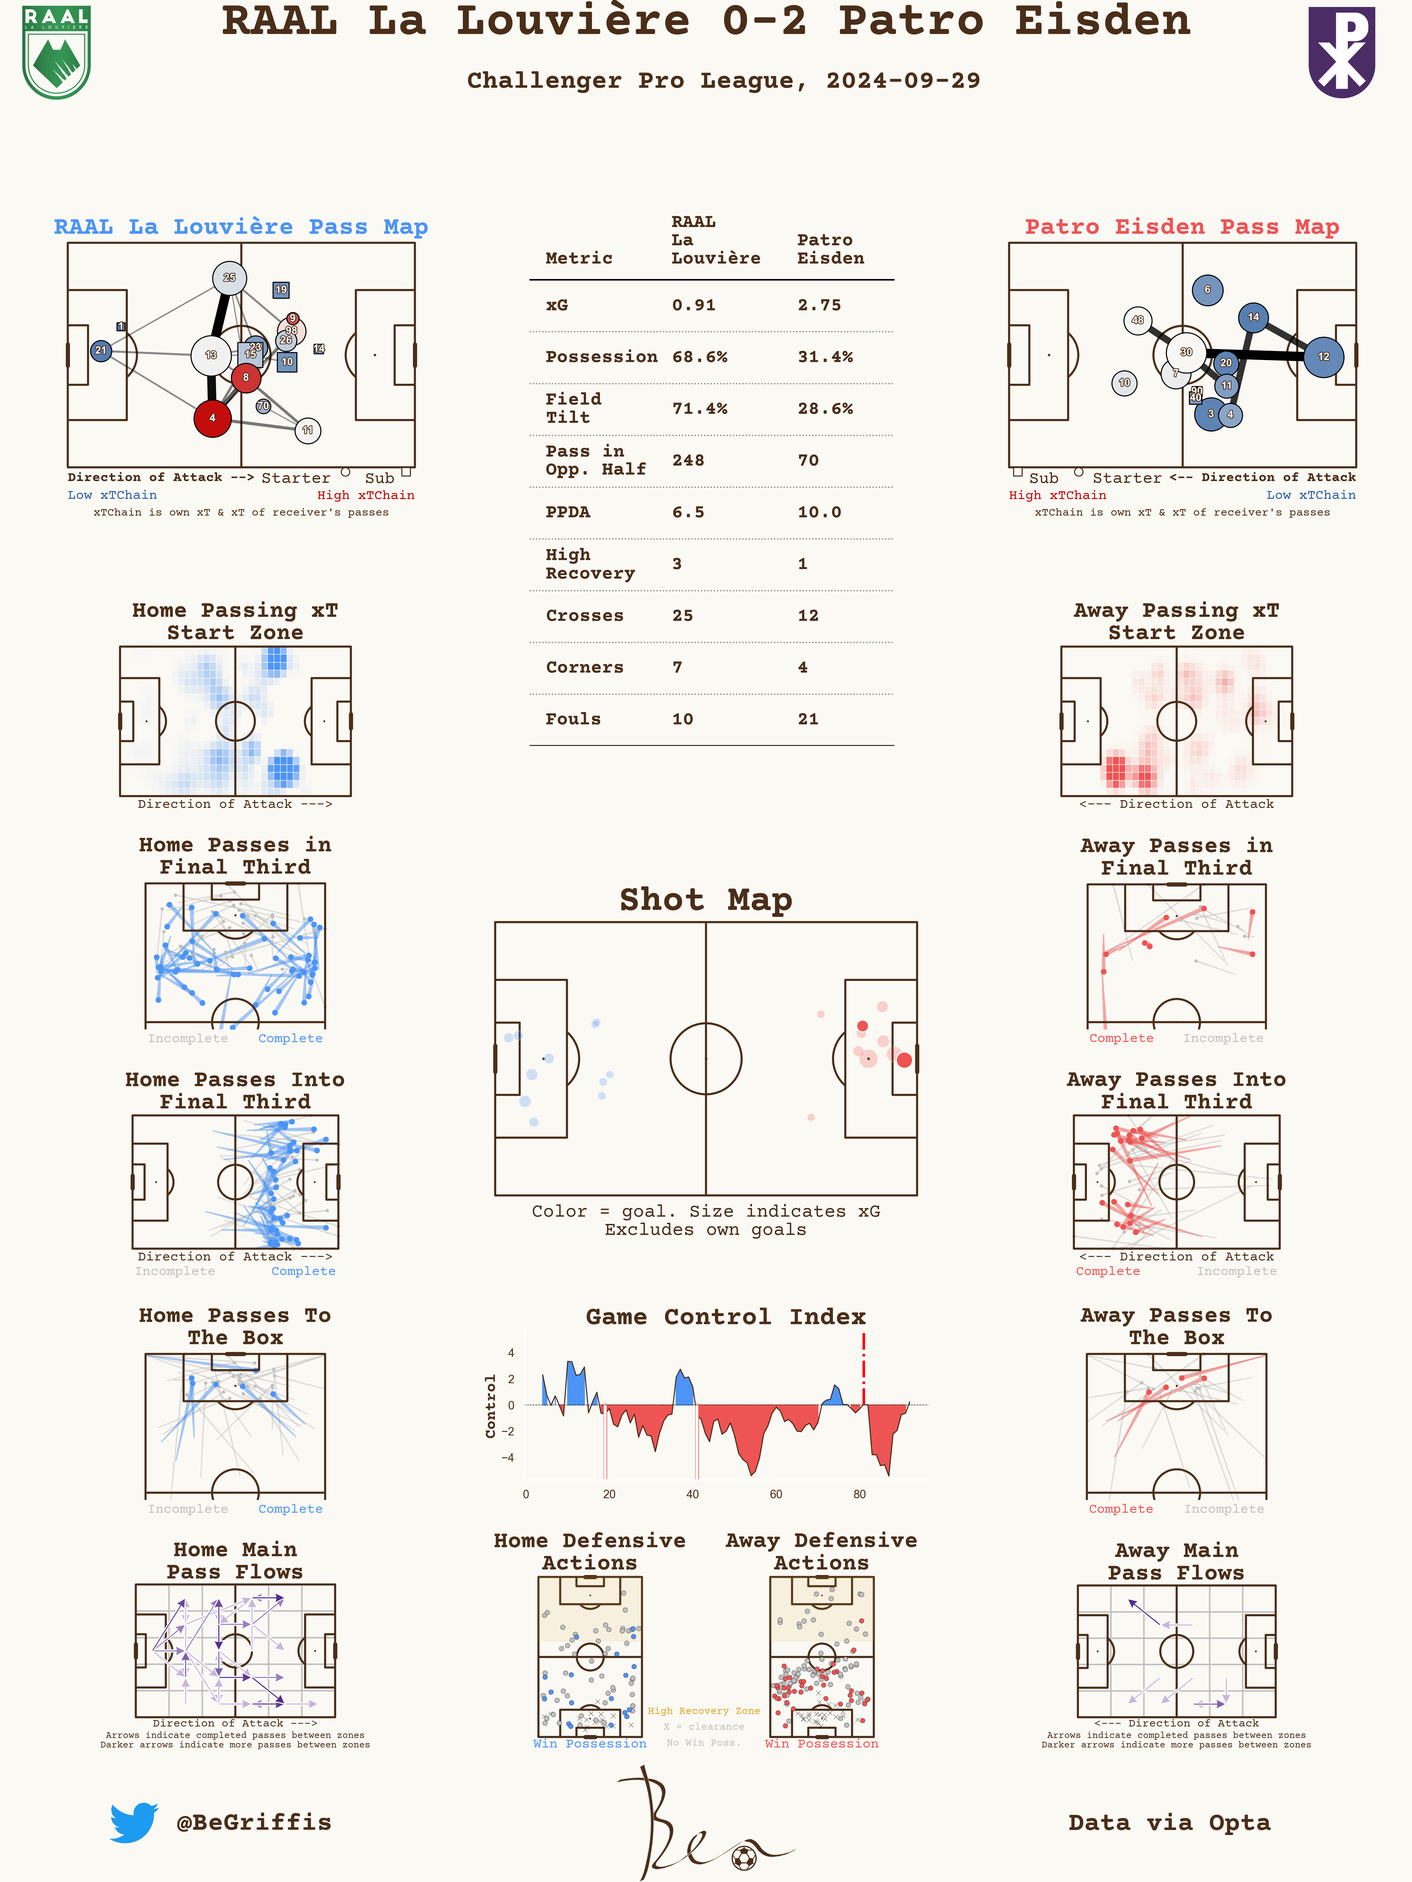 RAAL La Louvière 0-2 Patro Eisden
RAAL
LA LOUVIÈRE
Challenger Pro League, 2024-09-29
RAAL La Louvière Pass Map
25
19
1
9
98
26
21
13
23
15
14
10
8
70
4
11
Direction of Attack --> Starter Sub
Low xTChain High xTChain
xTChain is own xT & xT of receiver's passes
Metric RAAL La Louvière Patro Eisden
xG 0.91 2.75
Possession 68.6% 31.4%
Field Tilt 71.4% 28.6%
Pass in Opp. Half 248 70
PPDA 6.5 10.0
High Recovery 3 1
Crosses 25 12
Corners 7 4
Fouls 10 21
Patro Eisden Pass Map
6
48
14
30
12
7
20
10
11
90
40
3
4
Sub Starter <-- Direction of Attack
High xTChain Low xTChain
xTChain is own xT & xT of receiver's passes
Home Passing xT
Start Zone
Direction of Attack --->
Away Passing xT
Start Zone
<--- Direction of Attack
Home Passes in
Final Third
Incomplete Complete
Away Passes in
Final Third
Complete Incomplete
Shot Map
Color = goal. Size indicates xG
Excludes own goals
Home Passes Into
Final Third
Direction of Attack --->
Incomplete Complete
Away Passes Into
Final Third
<--- Direction of Attack
Complete Incomplete
Home Passes To
The Box
Incomplete Complete
Game Control Index
Control
4
2
0
−2
−4
0 20 40 60 80
Away Passes To
The Box
Complete Incomplete
Home Main
Pass Flows
Direction of Attack --->
Arrows indicate completed passes between zones
Darker arrows indicate more passes between zones
Home Defensive
Actions
Win Possession
Away Defensive
Actions
Win Possession
High Recovery Zone
X = clearance
No Win Poss.
Away Main
Pass Flows
<--- Direction of Attack
Arrows indicate completed passes between zones
Darker arrows indicate more passes between zones
@BeGriffis
Ben
Data via Opta